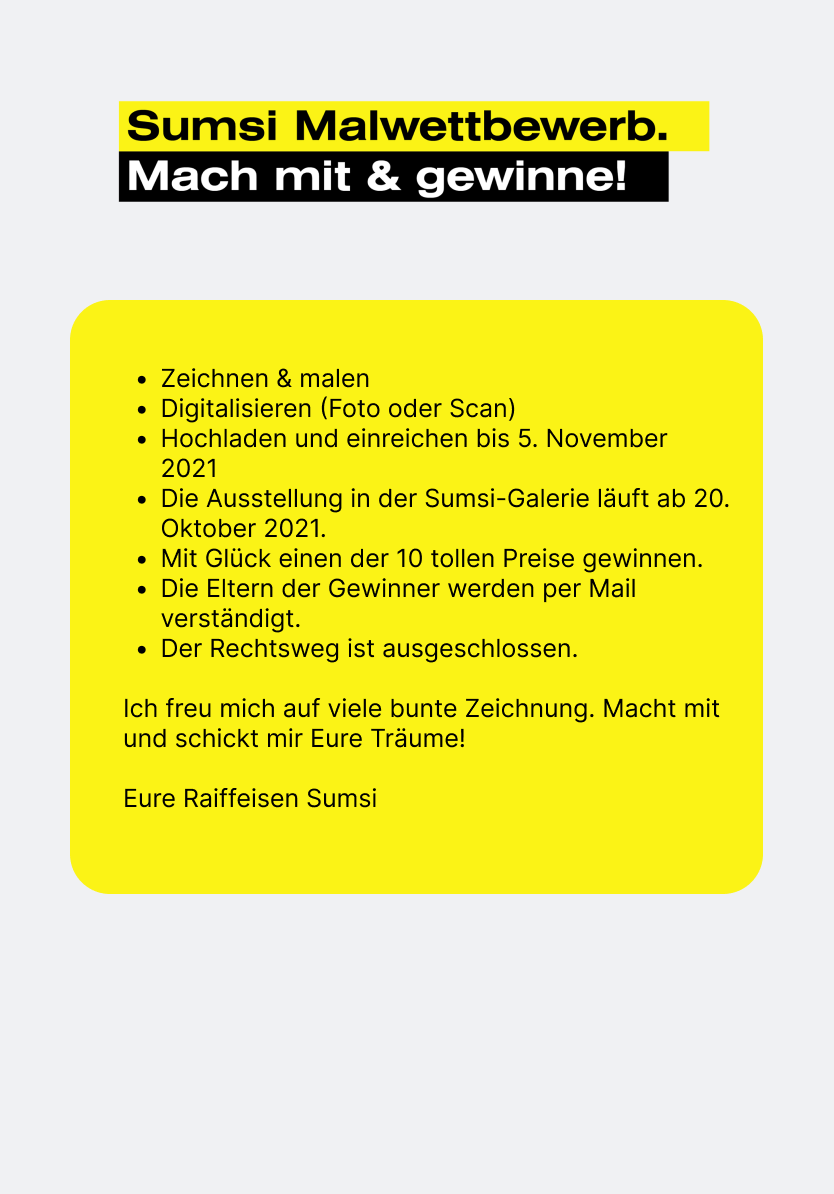 Sumsi Malwettbewerb.
Mach mit & gewinne!
• Zeichnen & malen
• Digitalisieren (Foto oder Scan)
• Hochladen und einreichen bis 5. November
2021
• Die Ausstellung in der Sumsi-Galerie läuft ab 20.
Oktober 2021.
• Mit Glück einen der 10 tollen Preise gewinnen.
• Die Eltern der Gewinner werden per Mail
verständigt.
• Der Rechtsweg ist ausgeschlossen.
Ich freu mich auf viele bunte Zeichnung. Macht mit
und schickt mir Eure Träume!
Eure Raiffeisen Sumsi